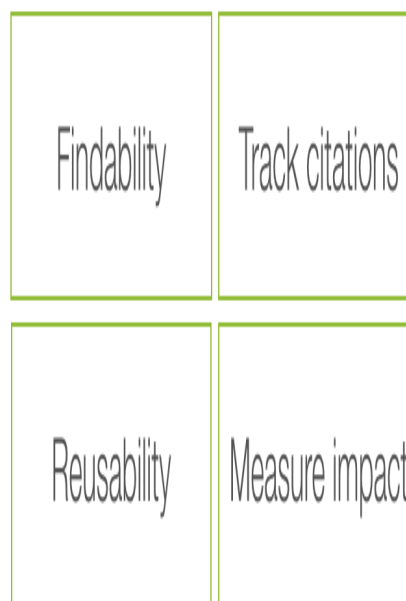 Findability
Track citations
Reusability
Measure impact